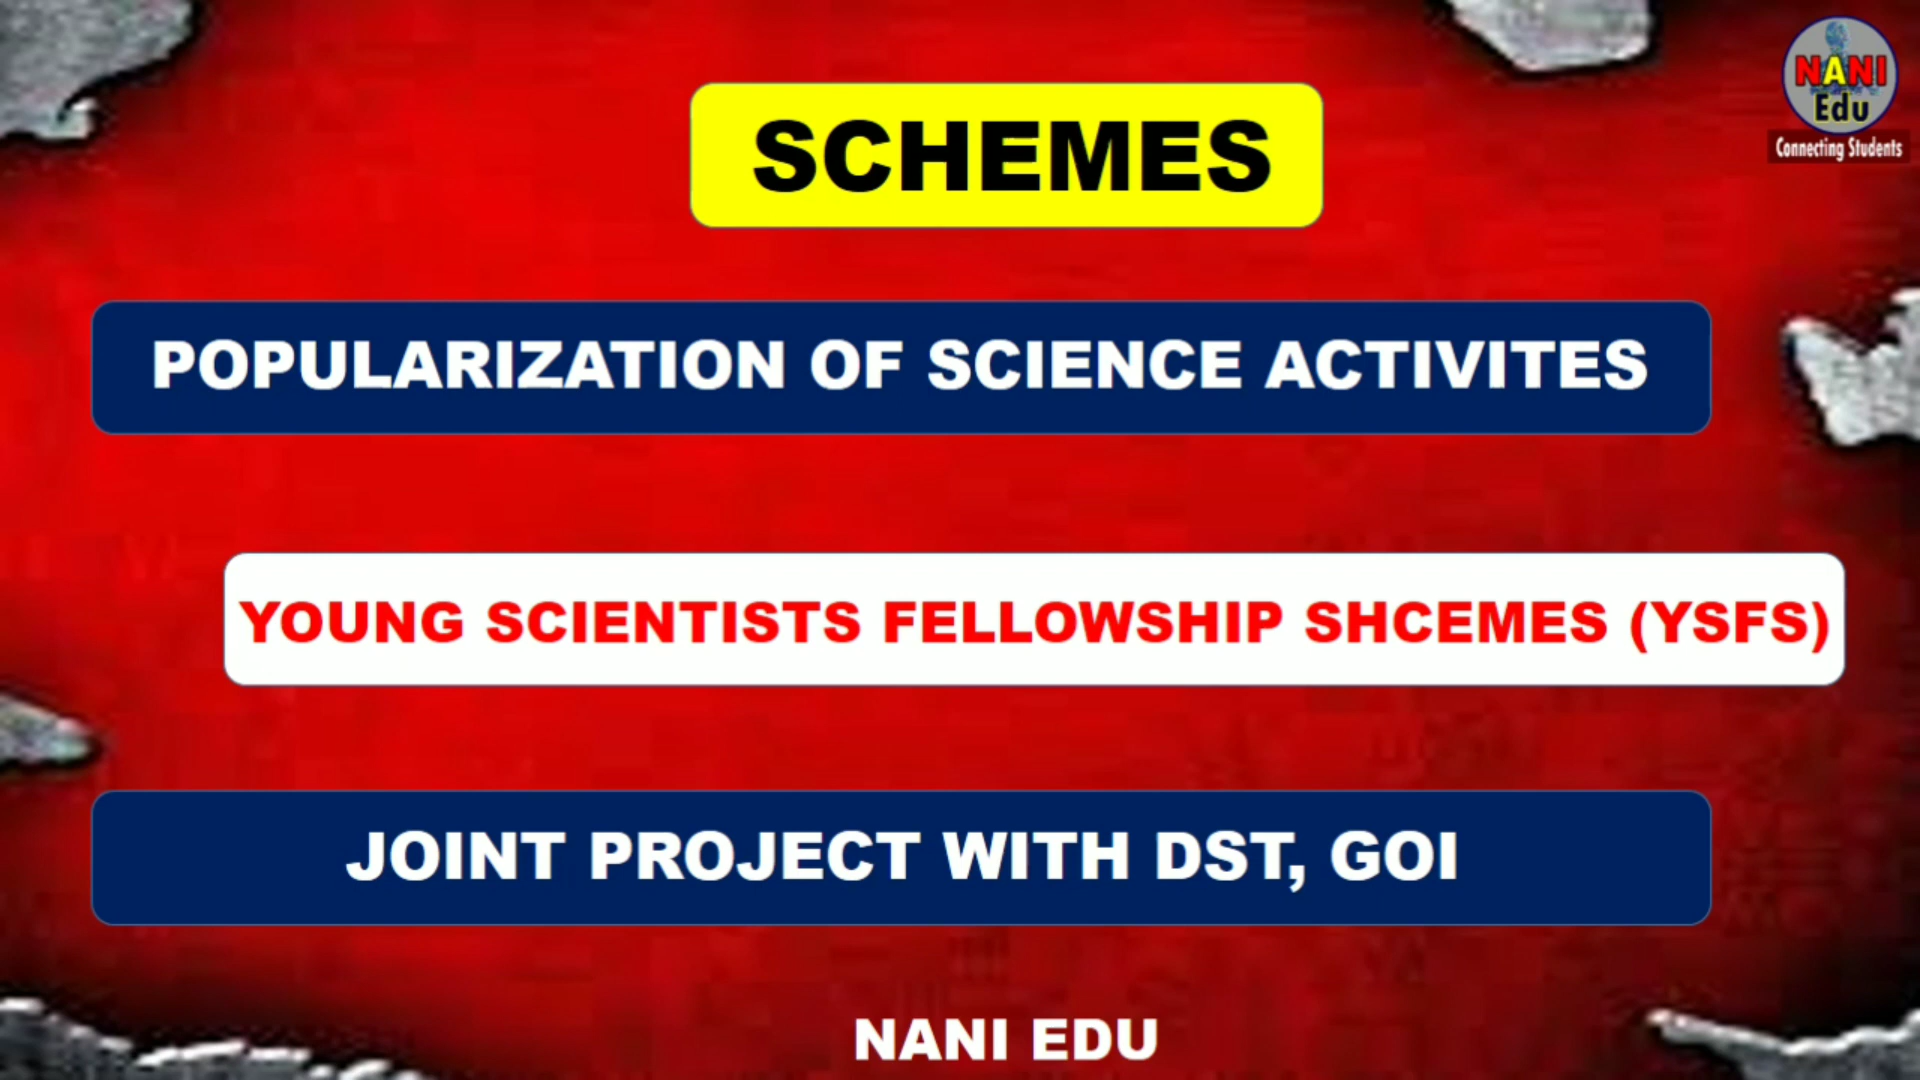 NANI
Edu
Connecting Students
SCHEMES
POPULARIZATION OF SCIENCE ACTIVITES
YOUNG SCIENTISTS FELLOWSHIP SHCEMES (YSFS)
JOINT PROJECT WITH DST, GOI
NANI EDU